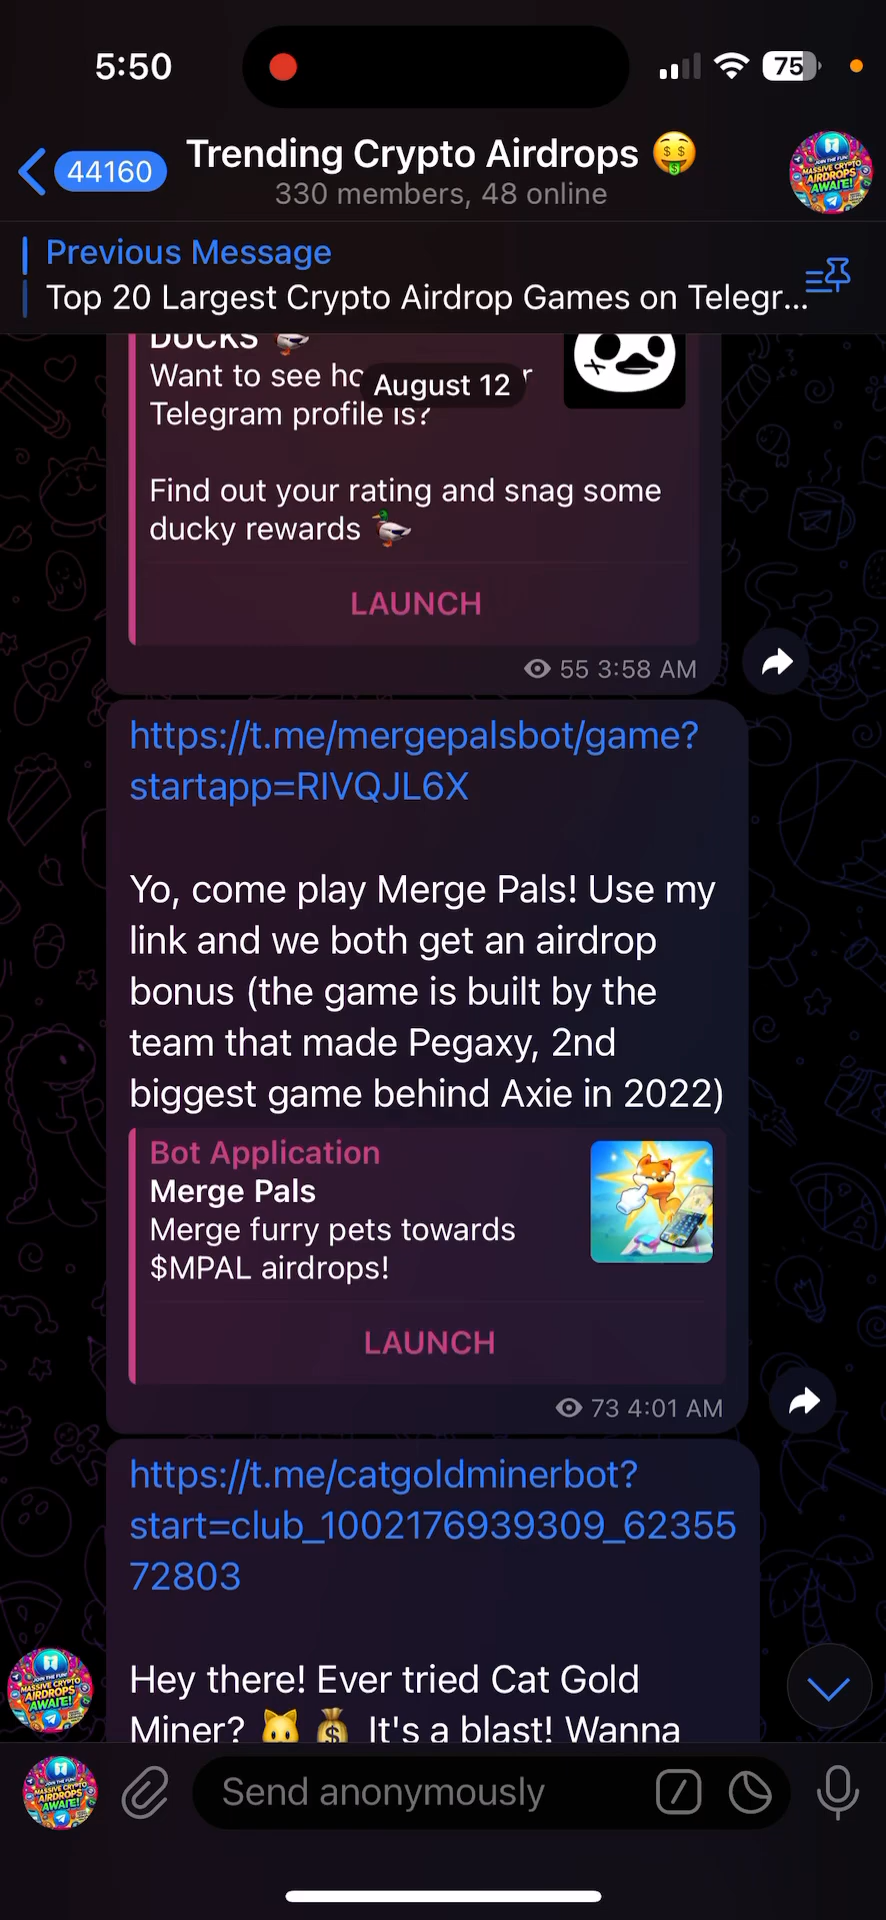 5:50
75
44160
Trending Crypto Airdrops 🤑
330 members, 48 online
Previous Message
Top 20 Largest Crypto Airdrop Games on Telegr...
DUCKS 🦆
Want to see
August 12
Telegram profile is?
Find out your rating and snag some
ducky rewards 🦆
LAUNCH
55 3:58 AM
https://t.me/mergepalsbot/game?
startapp=RIVQJL6X
Yo, come play Merge Pals! Use my
link and we both get an airdrop
bonus (the game is built by the
team that made Pegaxy, 2nd
biggest game behind Axie in 2022)
Bot Application
Merge Pals
Merge furry pets towards
$MPAL airdrops!
LAUNCH
73 4:01 AM
https://t.me/catgoldminerbot?
start=club_1002176939309_62355
72803
Hey there! Ever tried Cat Gold
Miner? 🐱 💰 It's a blast! Wanna
Send anonymously